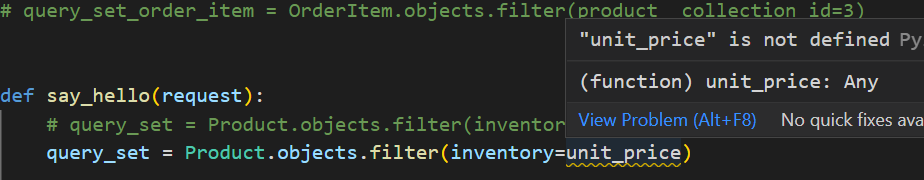 # query_set_order_item = OrderItem.objects.filter(product__collection_id=3)
"unit_price" is not defined Py
(function) unit_price: Any
View Problem (Alt+F8) No quick fixes ava
def say_hello(request):
# query_set = Product.objects.filter(inventor
query_set = Product.objects.filter(inventory=unit_price)